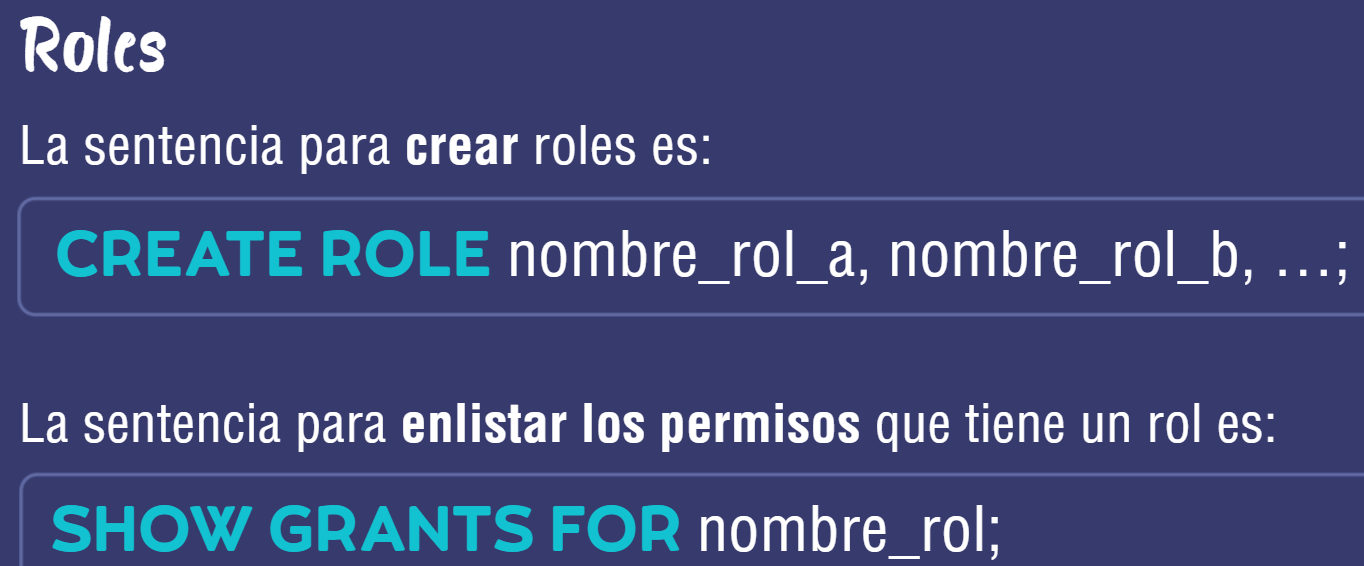 Roles
La sentencia para crear roles es:
CREATE ROLE nombre_rol_a, nombre_rol_b, ...;
La sentencia para enlistar los permisos que tiene un rol es:
SHOW GRANTS FOR nombre_rol;